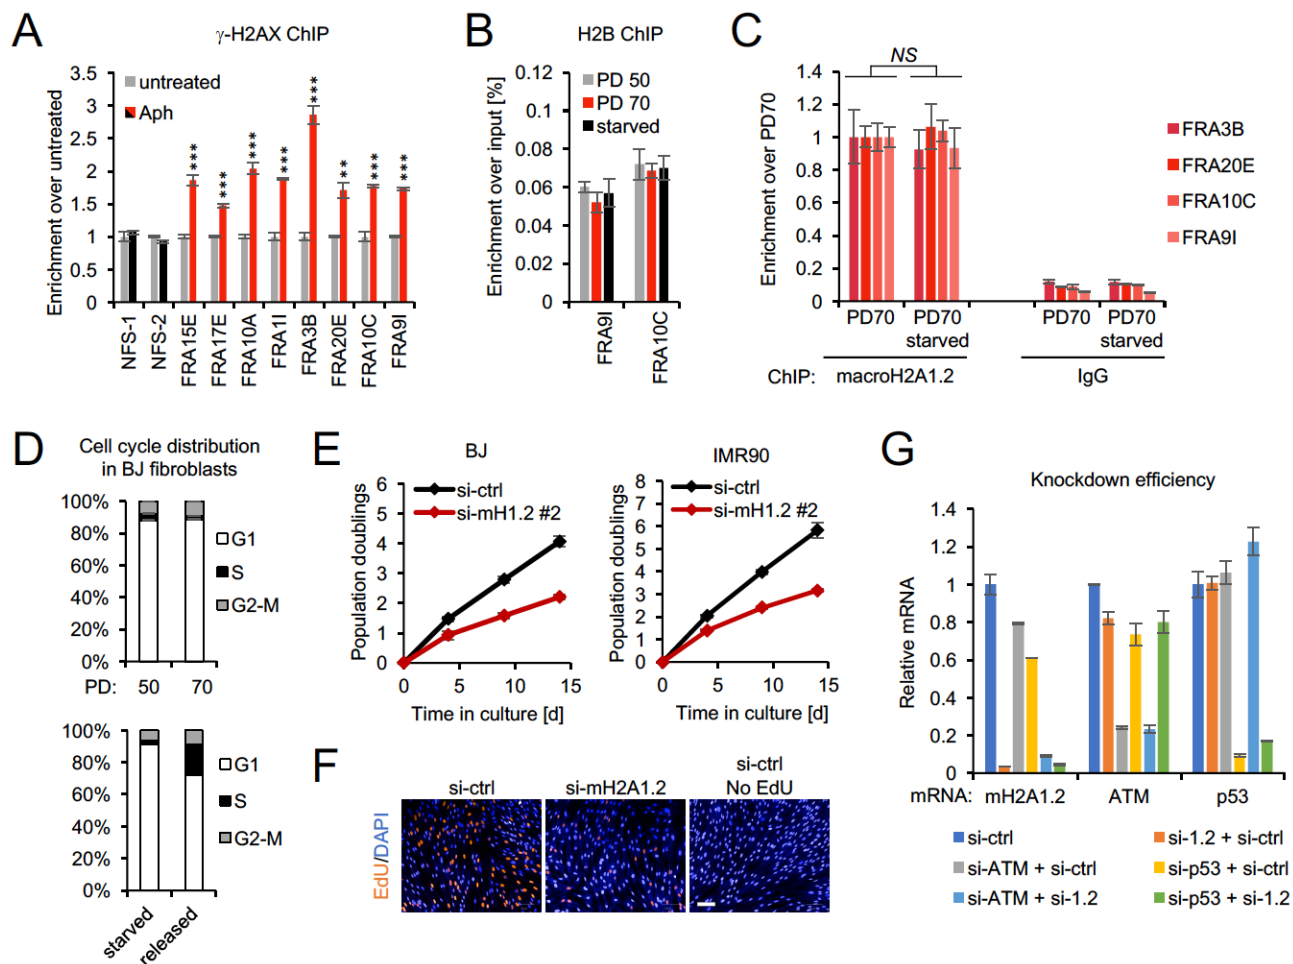 A
γ-H2AX ChIP
Enrichment over untreated
3.5
3
2.5
2
1.5
1
0.5
0
untreated
Aph
***
***
***
***
***
**
***
***
NFS-1
NFS-2
FRA15E
FRA17E
FRA10A
FRA1I
FRA3B
FRA20E
FRA10C
FRA9I
B
H2B ChIP
Enrichment over input [%]
0.12
0.10
0.08
0.06
0.04
0.02
0
PD 50
PD 70
starved
FRA9I
FRA10C
C
Enrichment over PD70
1.4
1.2
1
0.8
0.6
0.4
0.2
0
NS
FRA3B
FRA20E
FRA10C
FRA9I
PD70 PD70 PD70 PD70
starved starved
ChIP: macroH2A1.2 IgG
D
Cell cycle distribution
in BJ fibroblasts
100%
80%
60%
40%
20%
0%
G1
S
G2-M
PD: 50 70
100%
80%
60%
40%
20%
0%
G1
S
G2-M
starved
released
E
BJ
Population doublings
6
5
4
3
2
1
0
si-ctrl
si-mH1.2 #2
0 5 10 15
Time in culture [d]
IMR90
Population doublings
8
7
6
5
4
3
2
1
0
si-ctrl
si-mH1.2 #2
0 5 10 15
Time in culture [d]
F
si-ctrl
si-mH2A1.2
si-ctrl
No EdU
EdU/DAPI
G
Knockdown efficiency
Relative mRNA
1.4
1.2
1
0.8
0.6
0.4
0.2
0
mRNA: mH2A1.2 ATM p53
si-ctrl
si-1.2 + si-ctrl
si-ATM + si-ctrl
si-p53 + si-ctrl
si-ATM + si-1.2
si-p53 + si-1.2